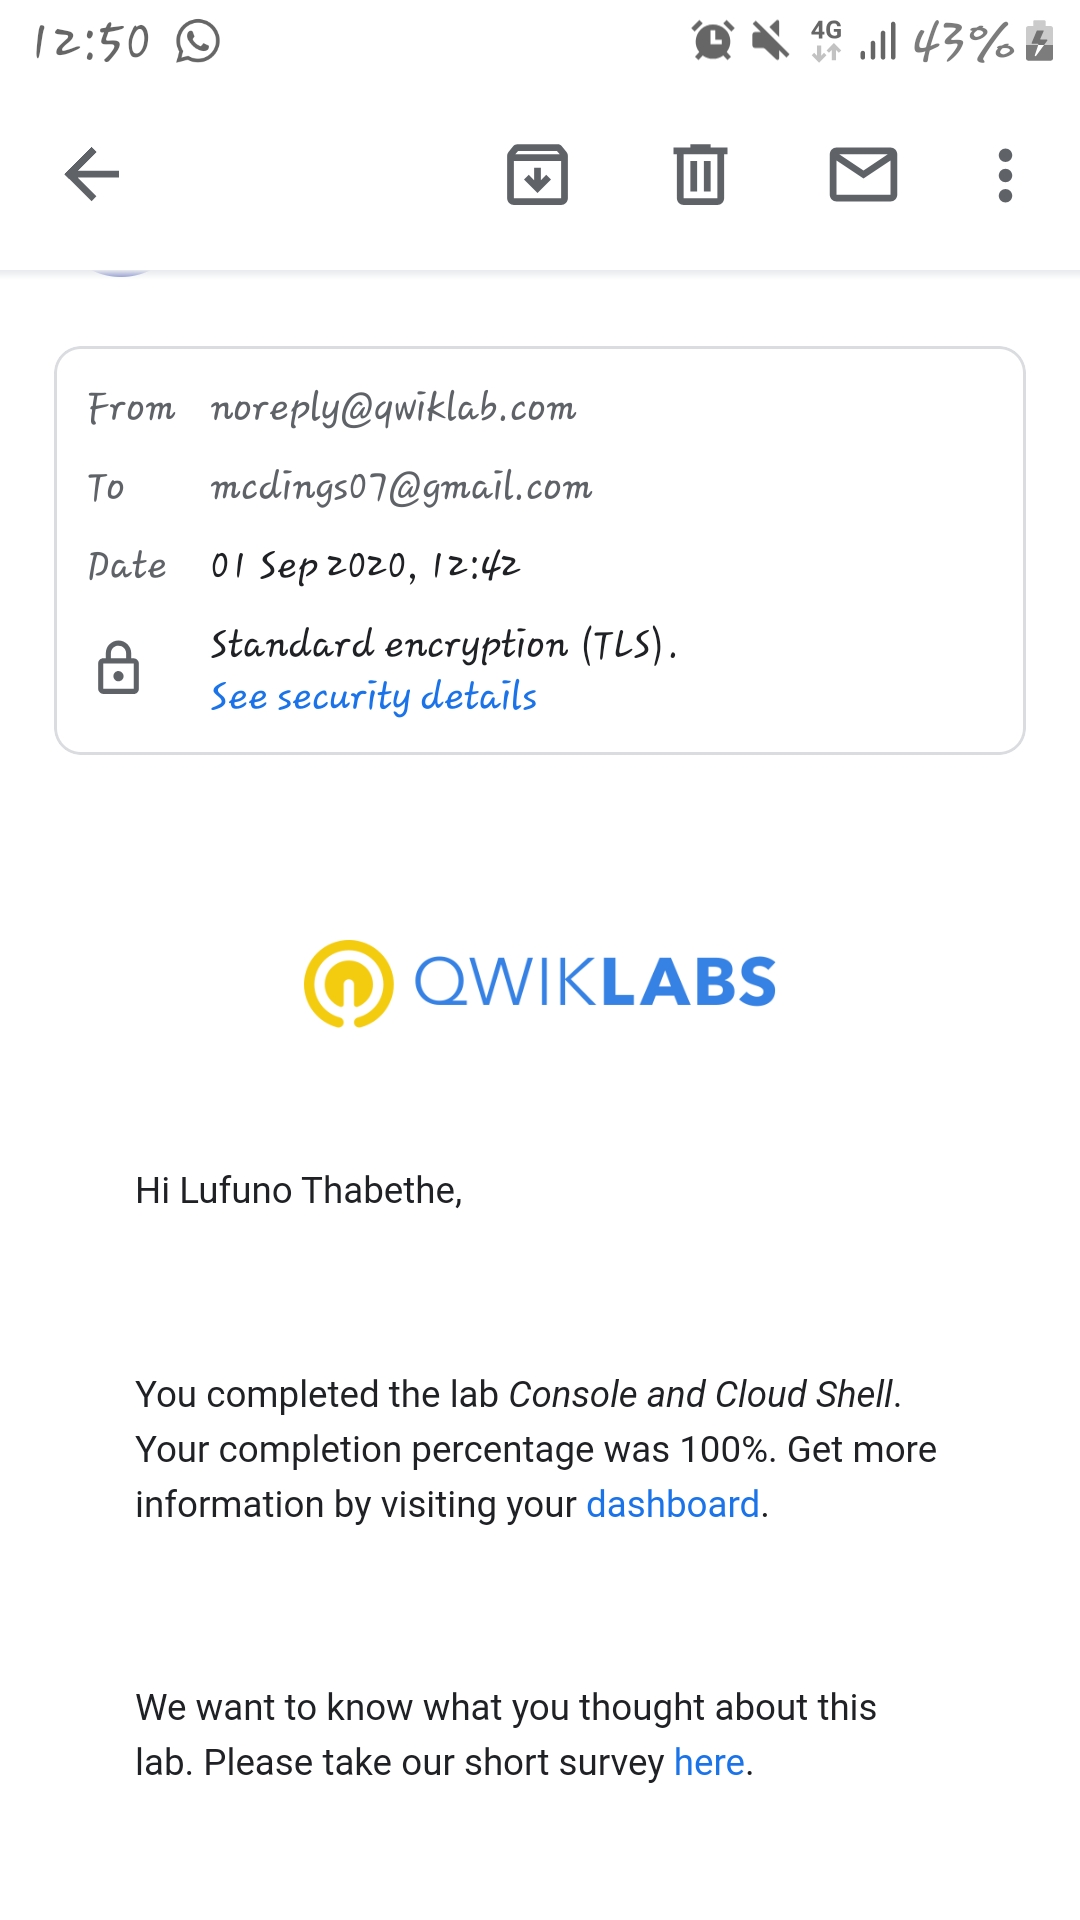 12:50 4G 43%
From noreply@qwiklab.com
To mcdings07@gmail.com
Date 01 Sep 2020, 12:42
Standard encryption (TLS).
See security details
QWIKLABS
Hi Lufuno Thabethe,
You completed the lab Console and Cloud Shell.
Your completion percentage was 100%. Get more
information by visiting your dashboard.
We want to know what you thought about this
lab. Please take our short survey here.